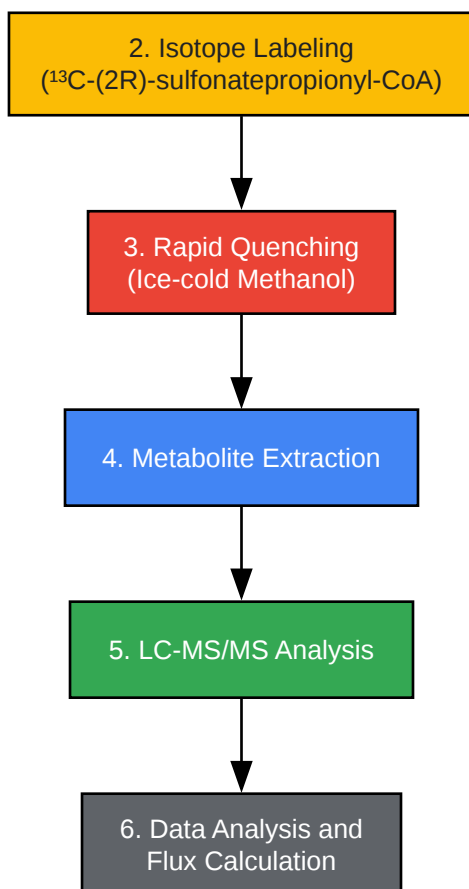 2. Isotope Labeling
(¹³C-(2R)-sulfonatepropionyl-CoA)
3. Rapid Quenching
(Ice-cold Methanol)
4. Metabolite Extraction
5. LC-MS/MS Analysis
6. Data Analysis and
Flux Calculation